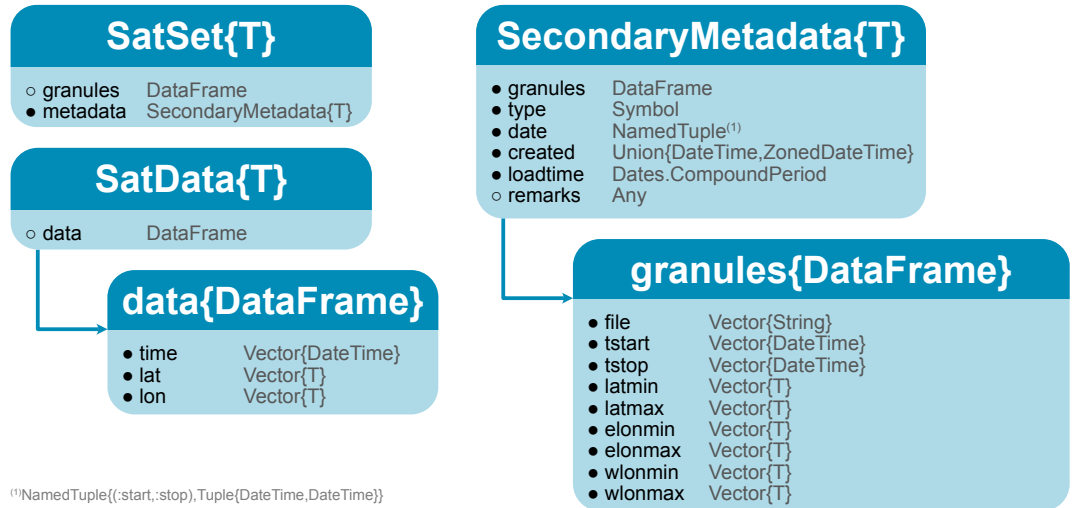 SatSet{T}
○ granules DataFrame
● metadata SecondaryMetadata{T}
SatData{T}
○ data DataFrame
data{DataFrame}
● time Vector{DateTime}
● lat Vector{T}
● lon Vector{T}
SecondaryMetadata{T}
● granules DataFrame
● type Symbol
● date NamedTuple⁽¹⁾
● created Union{DateTime,ZonedDateTime}
● loadtime Dates.CompoundPeriod
○ remarks Any
granules{DataFrame}
● file Vector{String}
● tstart Vector{DateTime}
● tstop Vector{DateTime}
● latmin Vector{T}
● latmax Vector{T}
● elonmin Vector{T}
● elonmax Vector{T}
● wlonmin Vector{T}
● wlonmax Vector{T}
⁽¹⁾NamedTuple{(:start,:stop),Tuple{DateTime,DateTime}}